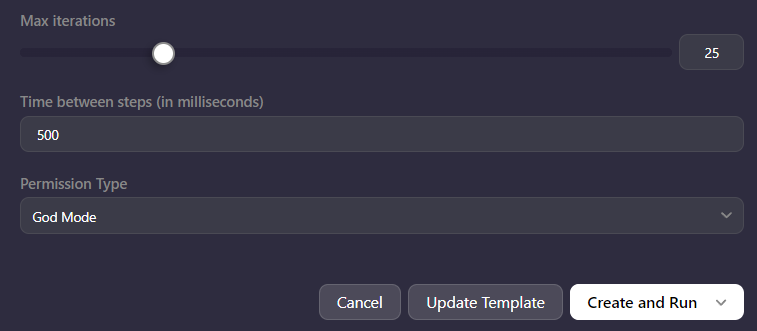 Max iterations
25
Time between steps (in milliseconds)
500
Permission Type
God Mode
Cancel Update Template Create and Run